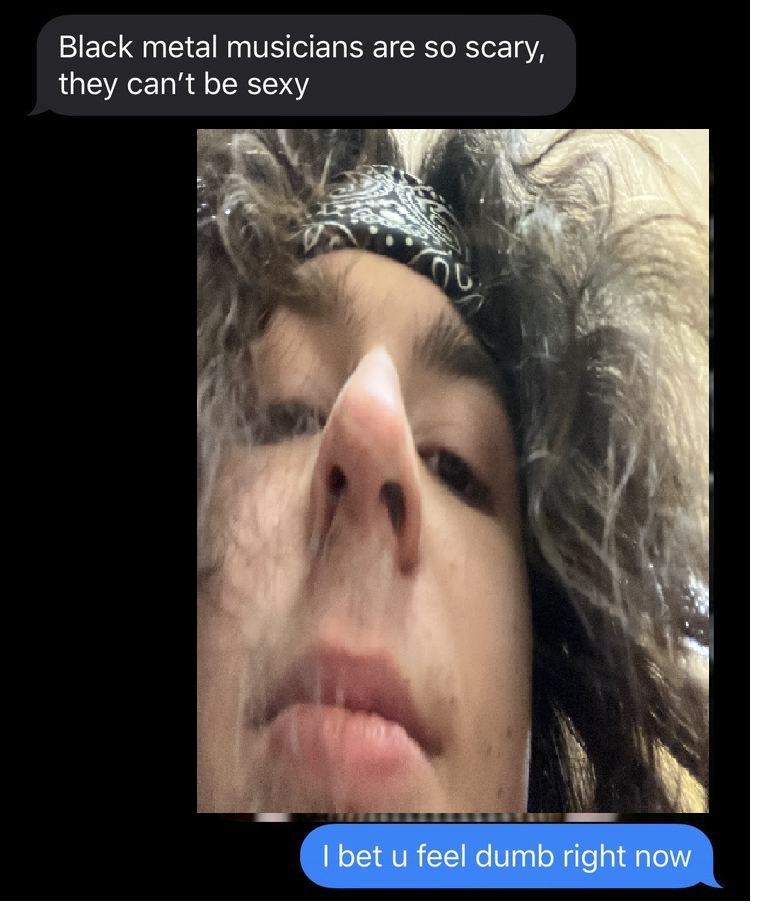 Black metal musicians are so scary,
they can’t be sexy
I bet u feel dumb right now